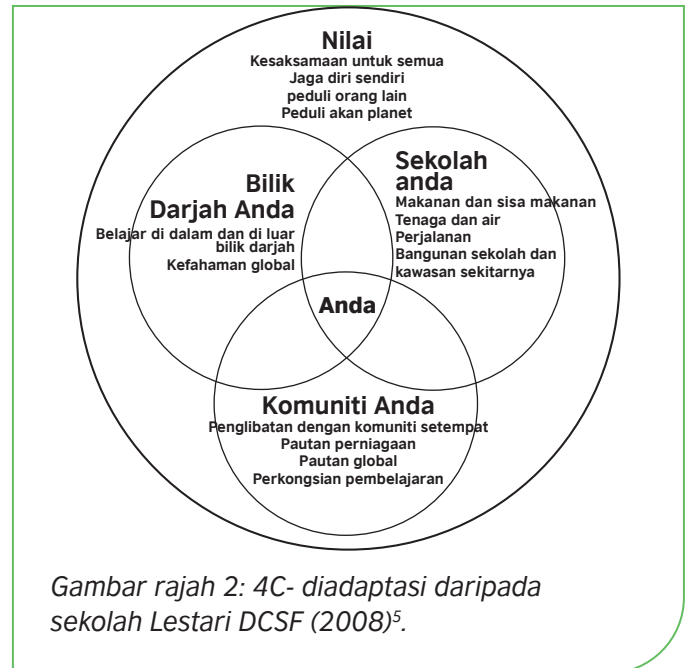 Nilai
Kesaksamaan untuk semua
Jaga diri sendiri
peduli orang lain
Peduli akan planet
Bilik
Darjah Anda
Belajar di dalam dan di luar
bilik darjah
Kefahaman global
Sekolah
anda
Makanan dan sisa makanan
Tenaga dan air
Perjalanan
Bangunan sekolah dan
kawasan sekitarnya
Anda
Komuniti Anda
Penglibatan dengan komuniti setempat
Pautan perniagaan
Pautan global
Perkongsian pembelajaran
Gambar rajah 2: 4C- diadaptasi daripada
sekolah Lestari DCSF (2008)⁵.